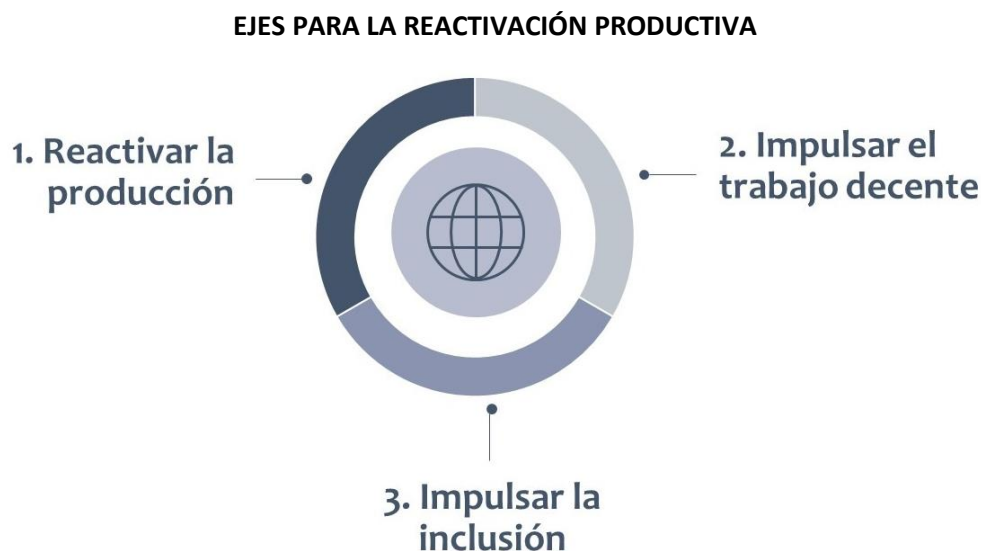 EJES PARA LA REACTIVACIÓN PRODUCTIVA
1. Reactivar la
producción
2. Impulsar el
trabajo decente
3. Impulsar la
inclusión